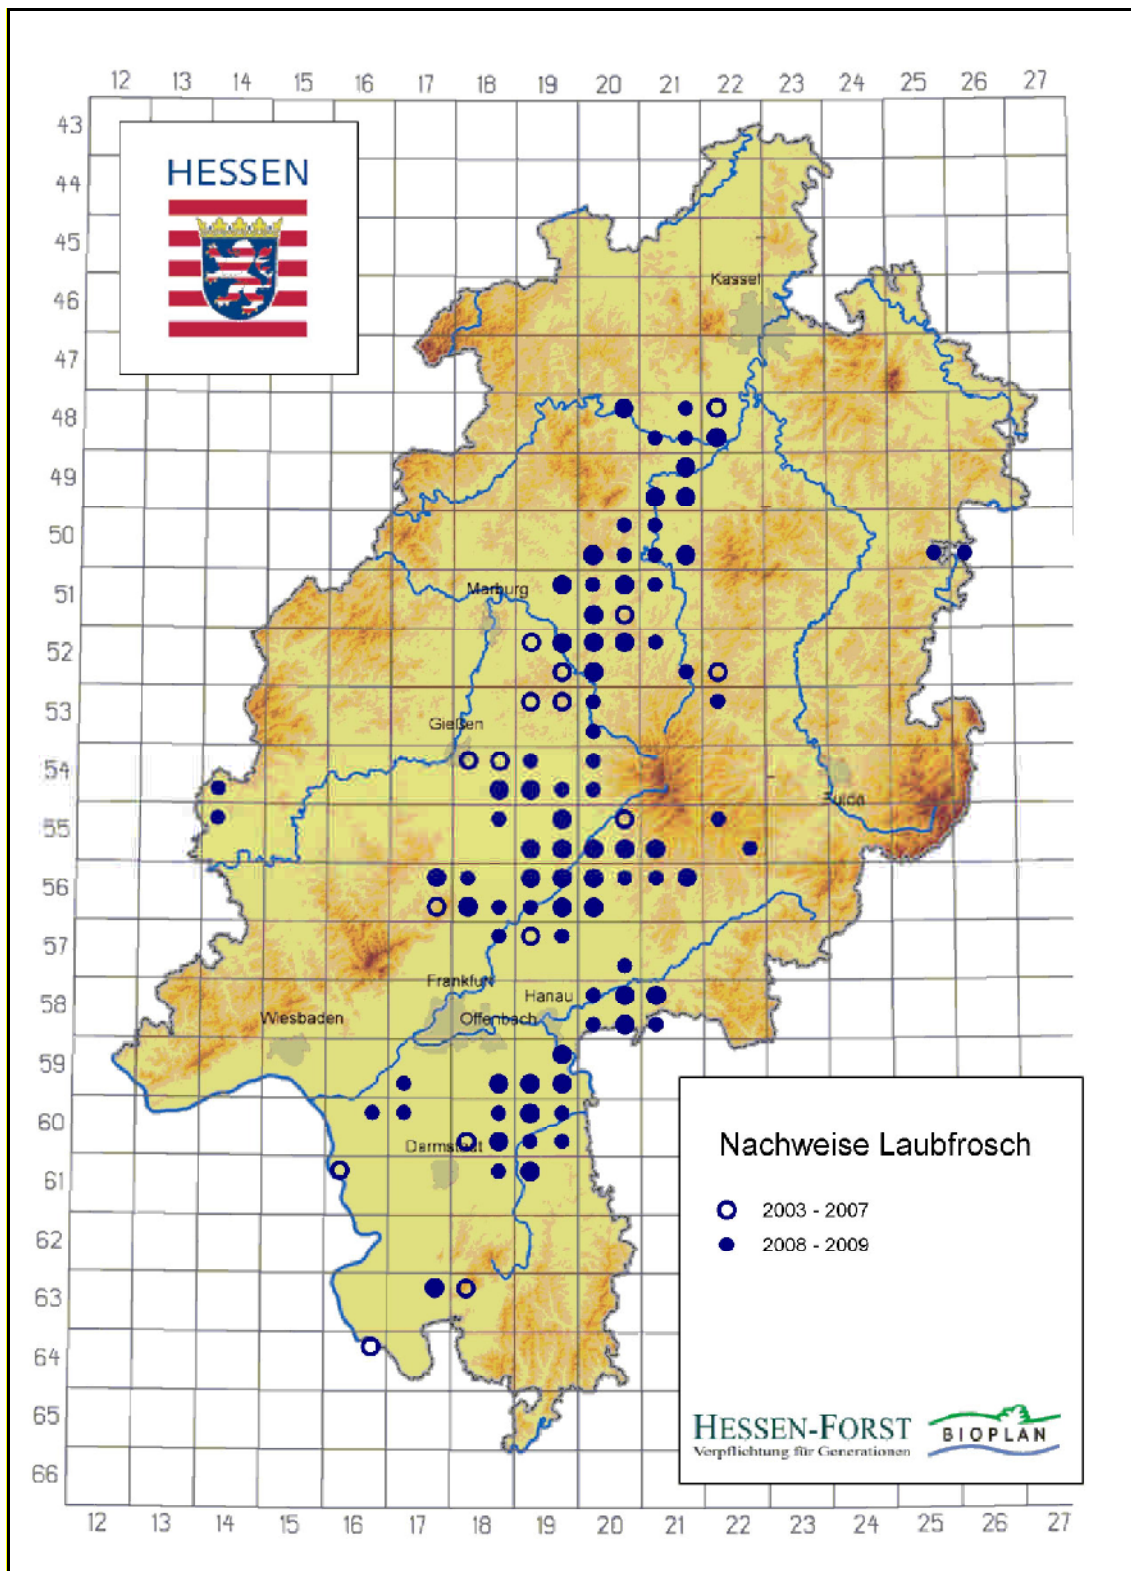 12 13 14 15 16 17 18 19 20 21 22 23 24 25 26 27
43
HESSEN
44
45
Kassel
46
47
48
49
50
51
Marburg
52
53
Gießen
54
Fulda
55
56
57
Frankfurt
58
Hanau
Wiesbaden
Offenbach
59
60
Darmstadt
61
62
63
64
65
66
Nachweise Laubfrosch
2003 - 2007
2008 - 2009
HESSEN-FORST
Verpflichtung für Generationen
BIOPLAN
12 13 14 15 16 17 18 19 20 21 22 23 24 25 26 27